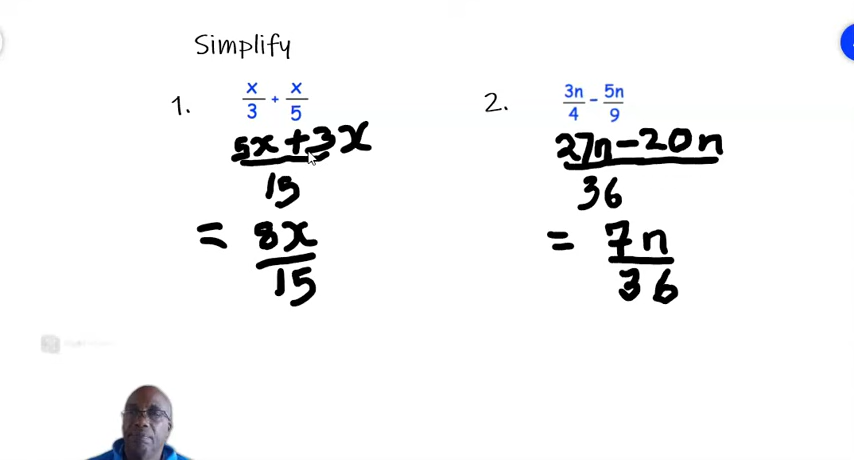 Simplify
1. x/3 + x/5
5x + 3x
15
= 8x/15
2. 3n/4 - 5n/9
27n - 20n
36
= 7n/36